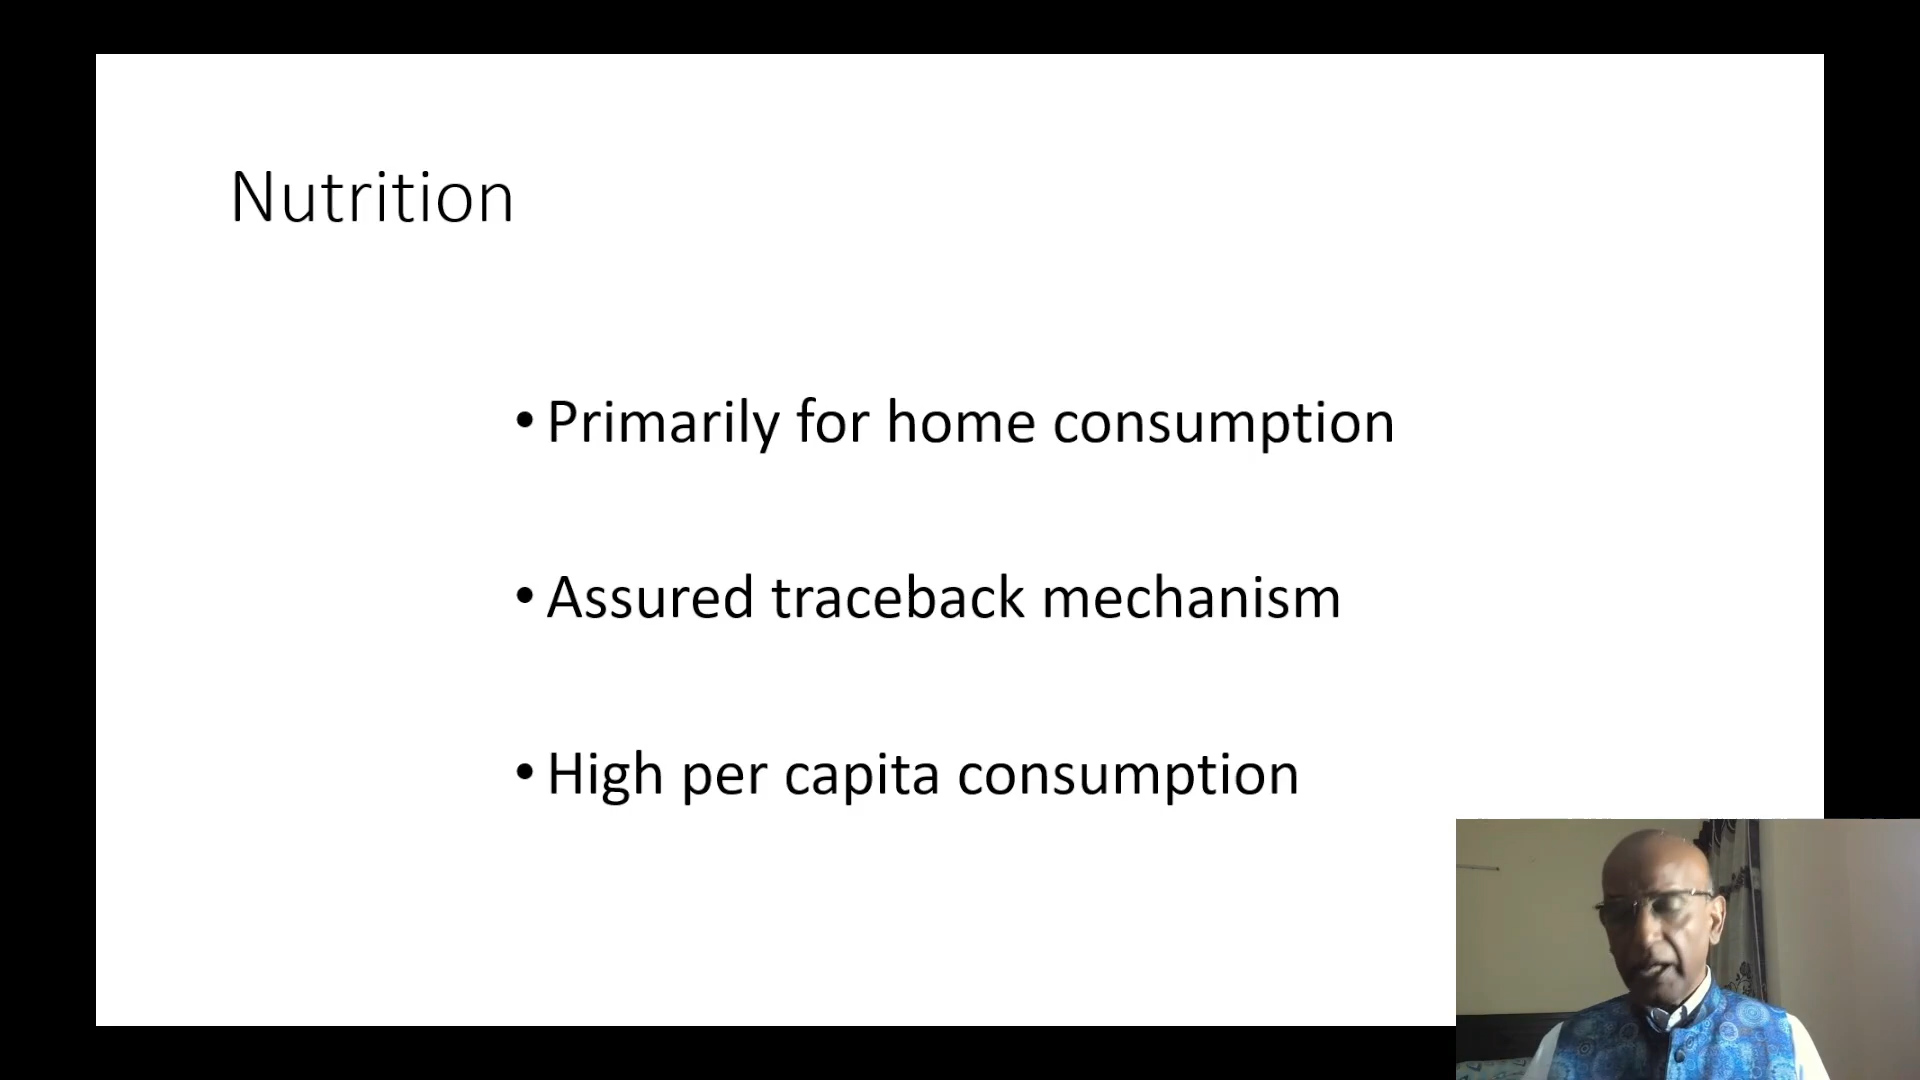 Nutrition
• Primarily for home consumption
• Assured traceback mechanism
• High per capita consumption